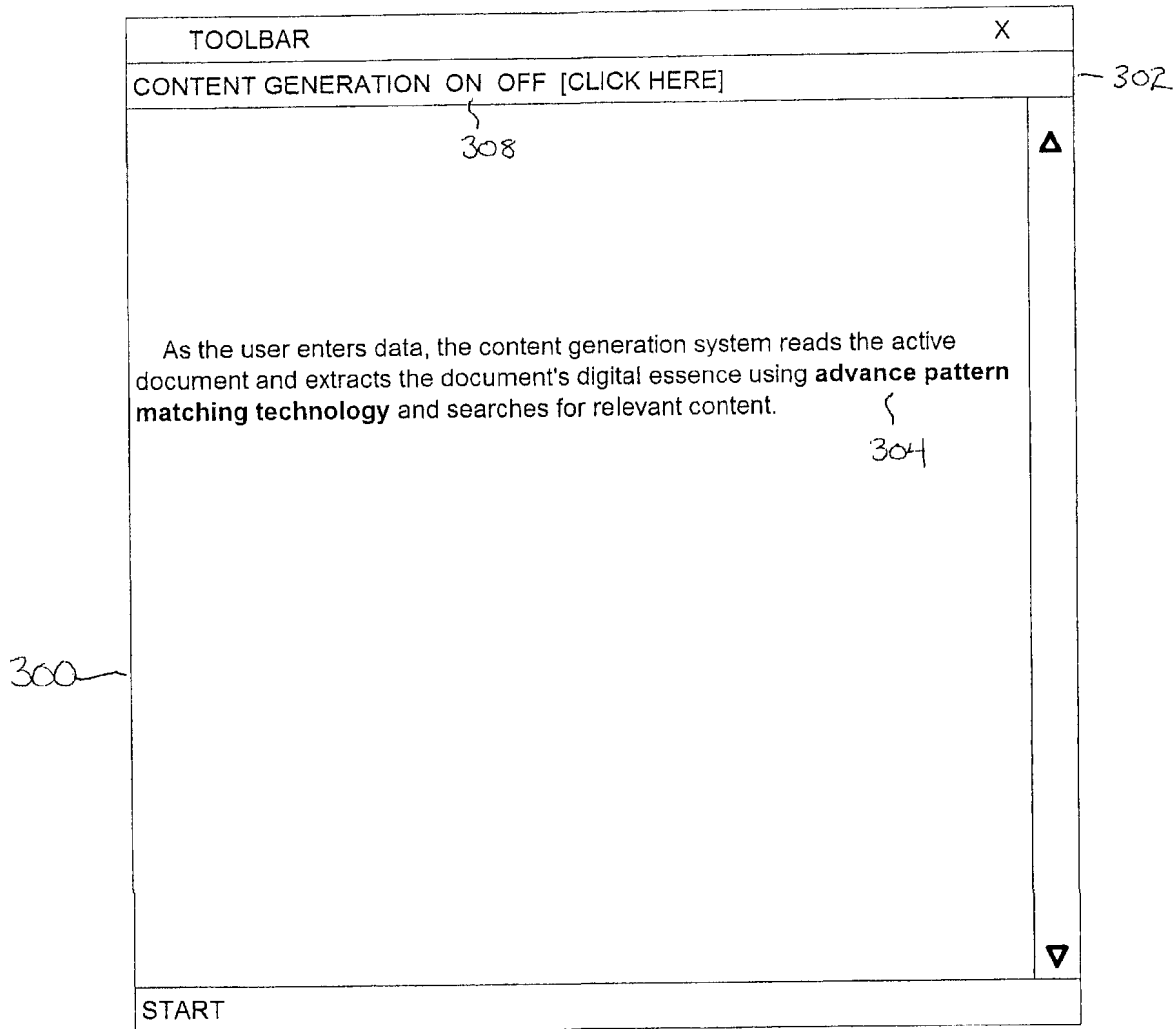 TOOLBAR X
CONTENT GENERATION ON OFF [CLICK HERE]
302
308
As the user enters data, the content generation system reads the active
document and extracts the document's digital essence using advance pattern
matching technology and searches for relevant content.
304
300
START